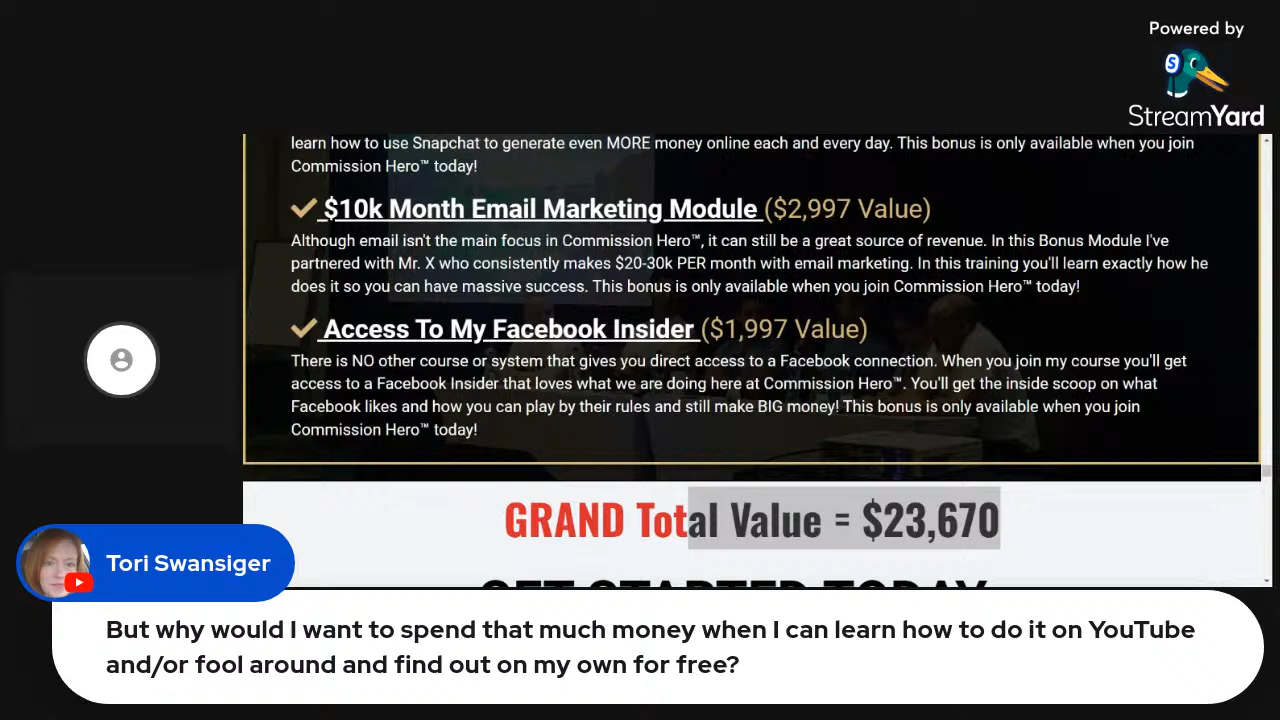 Powered by
StreamYard
learn how to use Snapchat to generate even MORE money online each and every day. This bonus is only available when you join
Commission Hero™ today!
$10k Month Email Marketing Module ($2,997 Value)
Although email isn't the main focus in Commission Hero™, it can still be a great source of revenue. In this Bonus Module I've
partnered with Mr. X who consistently makes $20-30k PER month with email marketing. In this training you'll learn exactly how he
does it so you can have massive success. This bonus is only available when you join Commission Hero™ today!
Access To My Facebook Insider ($1,997 Value)
There is NO other course or system that gives you direct access to a Facebook connection. When you join my course you'll get
access to a Facebook Insider that loves what we are doing here at Commission Hero™. You'll get the inside scoop on what
Facebook likes and how you can play by their rules and still make BIG money! This bonus is only available when you join
Commission Hero™ today!
GRAND Total Value = $23,670
GET STARTED TODAY
Tori Swansiger
But why would I want to spend that much money when I can learn how to do it on YouTube
and/or fool around and find out on my own for free?